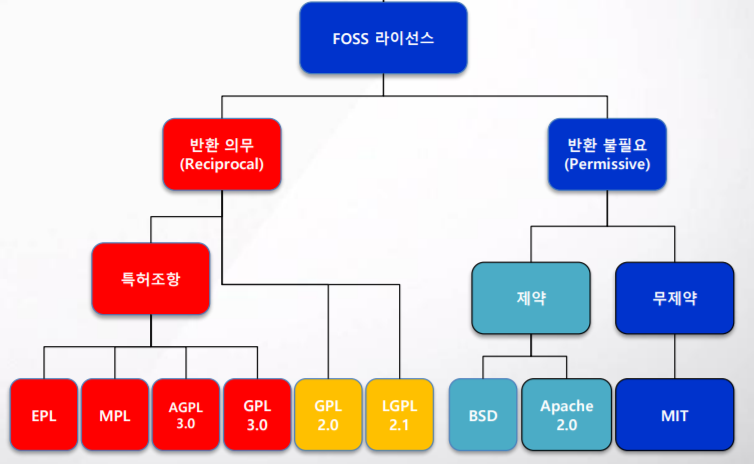 FOSS 라이선스
반환 의무
(Reciprocal)
반환 불필요
(Permissive)
특허조항
제약
무제약
EPL
MPL
AGPL
3.0
GPL
3.0
GPL
2.0
LGPL
2.1
BSD
Apache
2.0
MIT